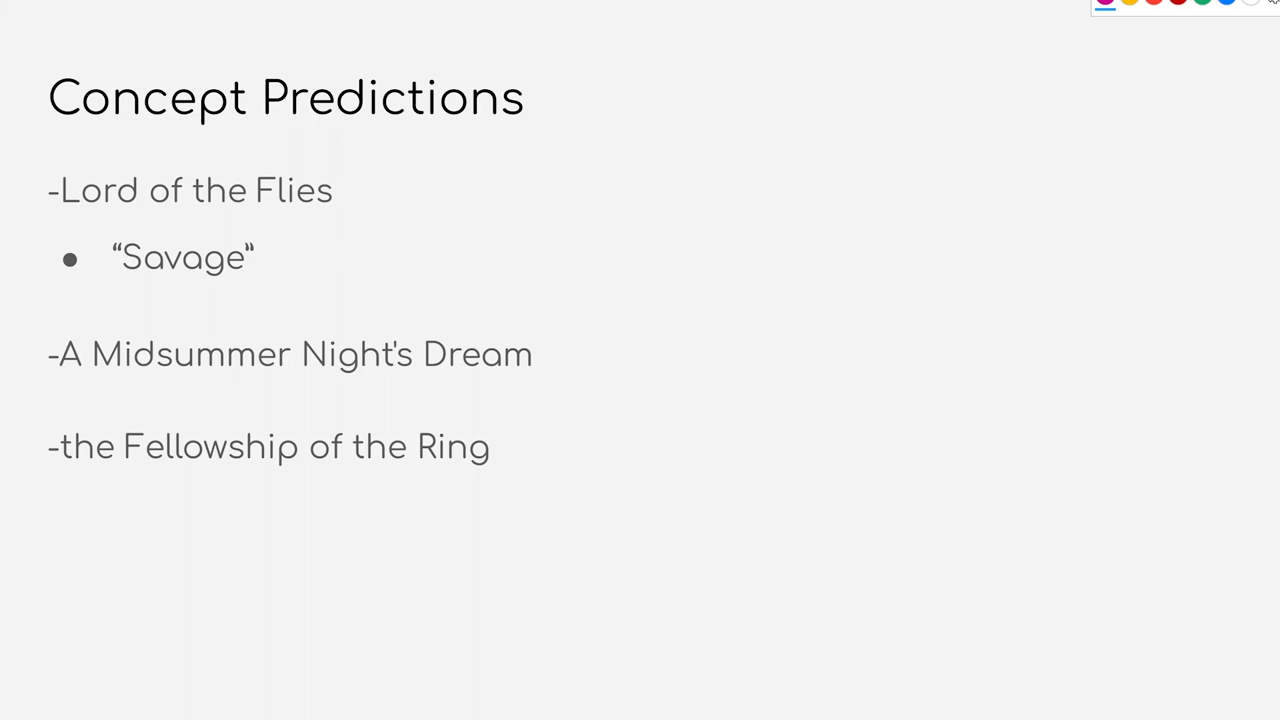 Concept Predictions
-Lord of the Flies
● “Savage”
-A Midsummer Night's Dream
-the Fellowship of the Ring